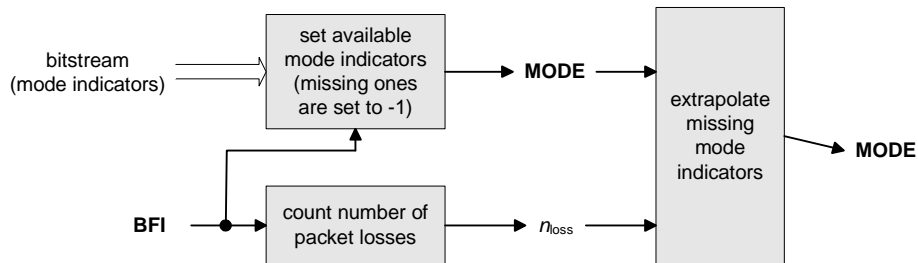 bitstream
(mode indicators)
set available
mode indicators
(missing ones
are set to -1)
MODE
extrapolate
missing
mode
indicators
MODE
BFI
count number of
packet losses
nloss